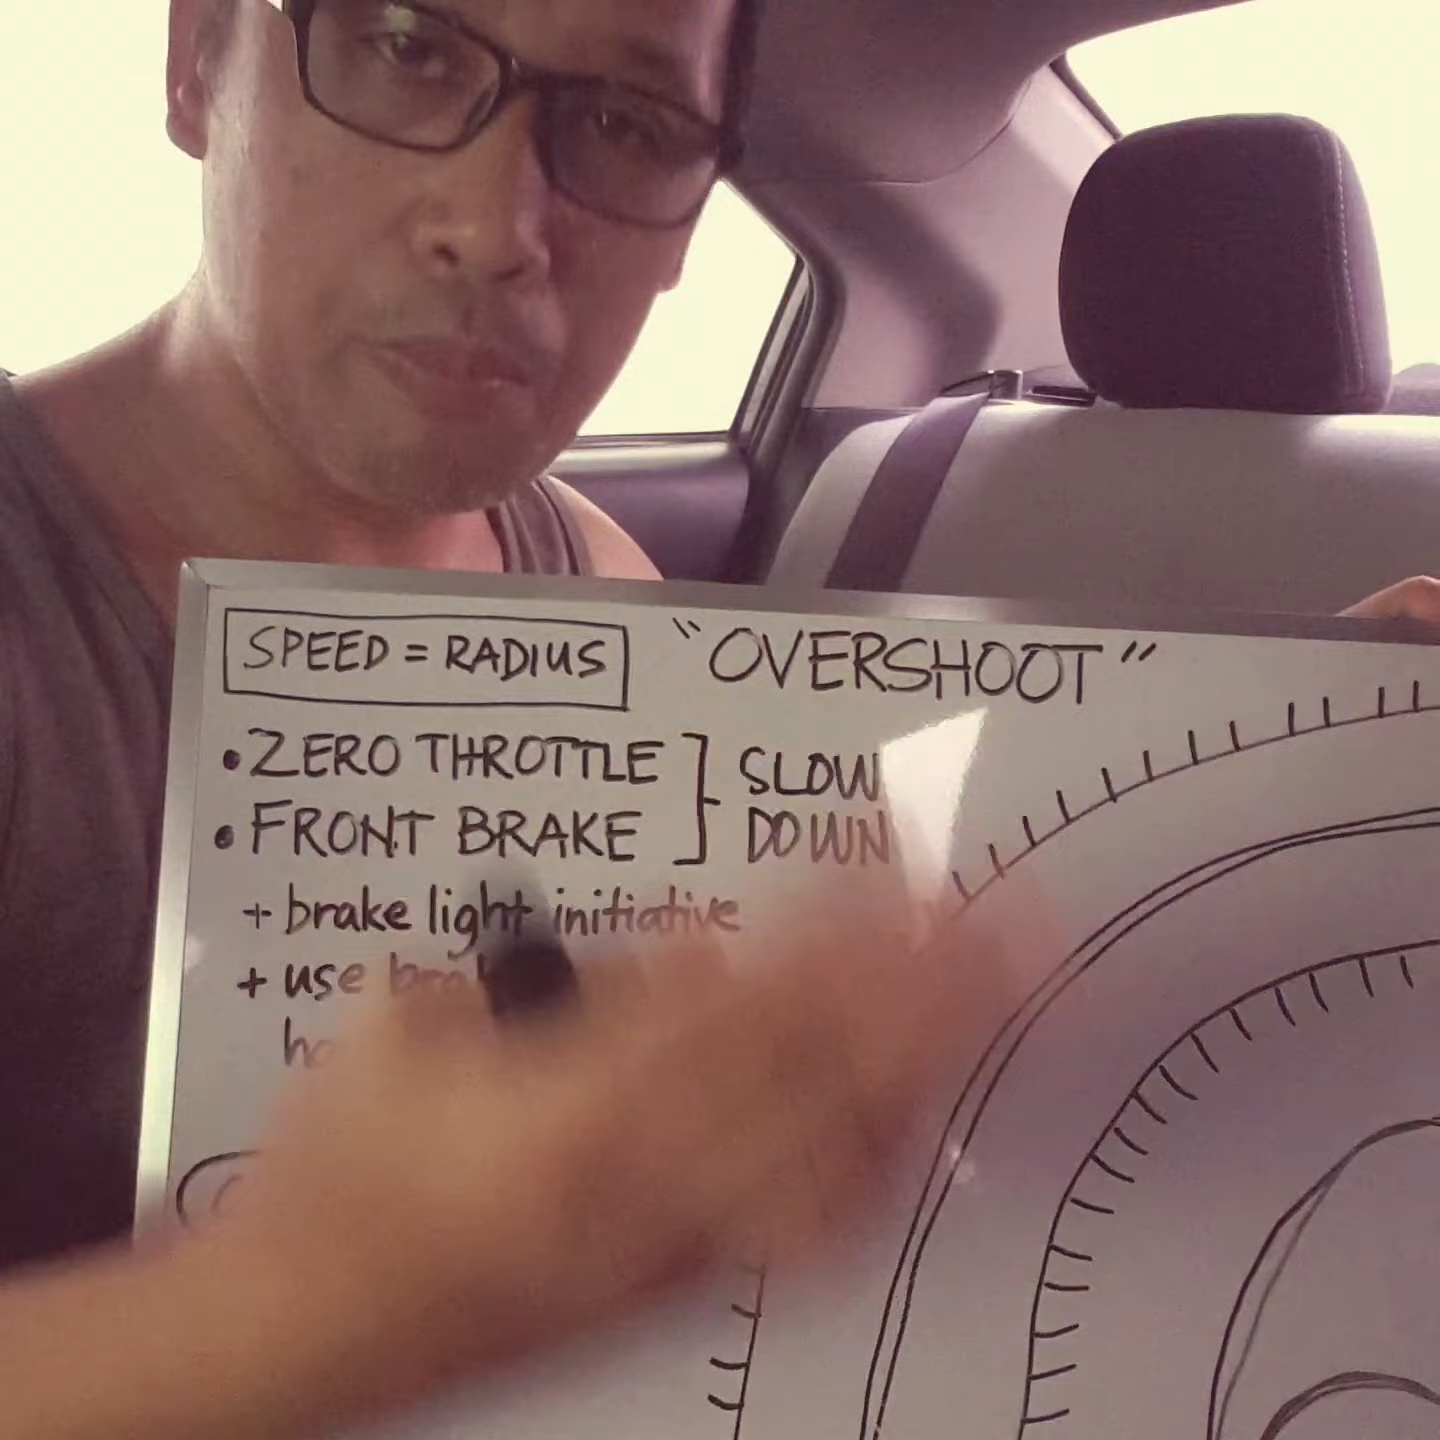 SPEED = RADIUS
"OVERSHOOT"
• ZERO THROTTLE
• FRONT BRAKE
SLOW
DOWN
+ brake light initiative
+ use